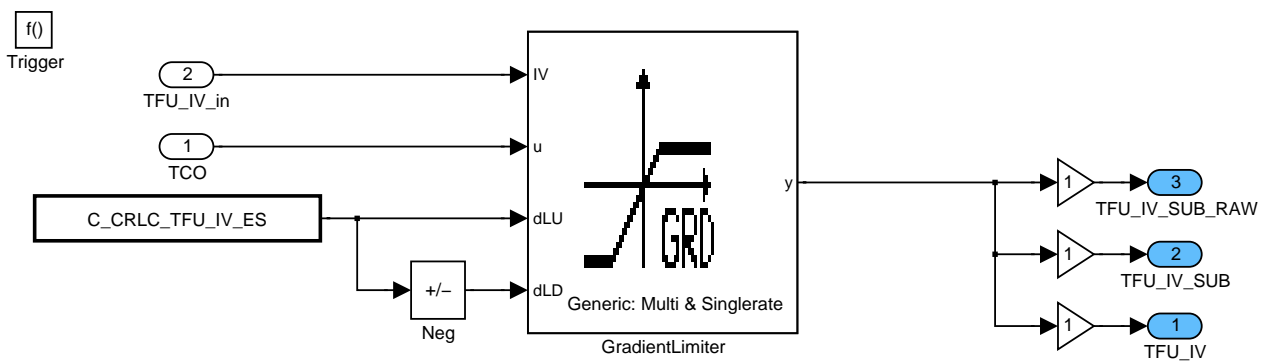 f()
Trigger
2
TFU_IV_in
1
TCO
C_CRLC_TFU_IV_ES
+/−
Neg
IV
u
dLU
dLD
y
GRD
Generic: Multi & Singlerate
GradientLimiter
1
3
TFU_IV_SUB_RAW
1
2
TFU_IV_SUB
1
1
TFU_IV